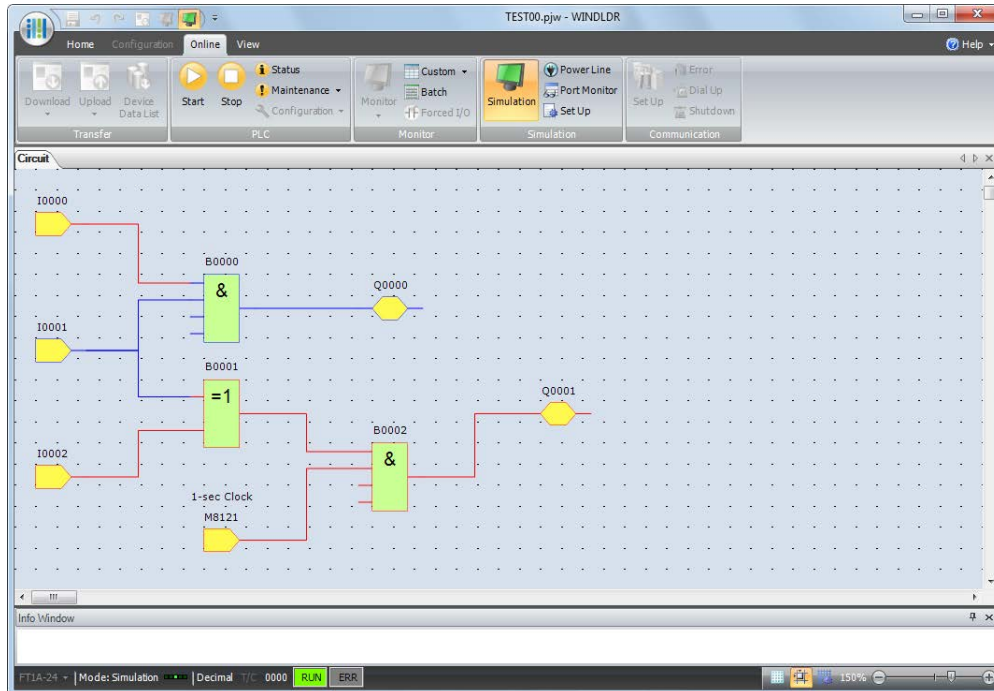 TEST00.pjw - WINDLDR
Home Configuration Online View Help
Download Upload Device Data List
Transfer
Start Stop Status
Maintenance
Configuration
PLC
Monitor Custom
Batch
Forced I/O
Monitor
Simulation Power Line
Port Monitor
Set Up
Simulation
Set Up Error
Dial Up
Shutdown
Communication
Circuit
I0000
B0000
&
Q0000
I0001
B0001
=1
Q0001
B0002
I0002
&
1-sec Clock
M8121
Info Window
FT1A-24 Mode: Simulation Decimal T/C 0000 RUN ERR 150%